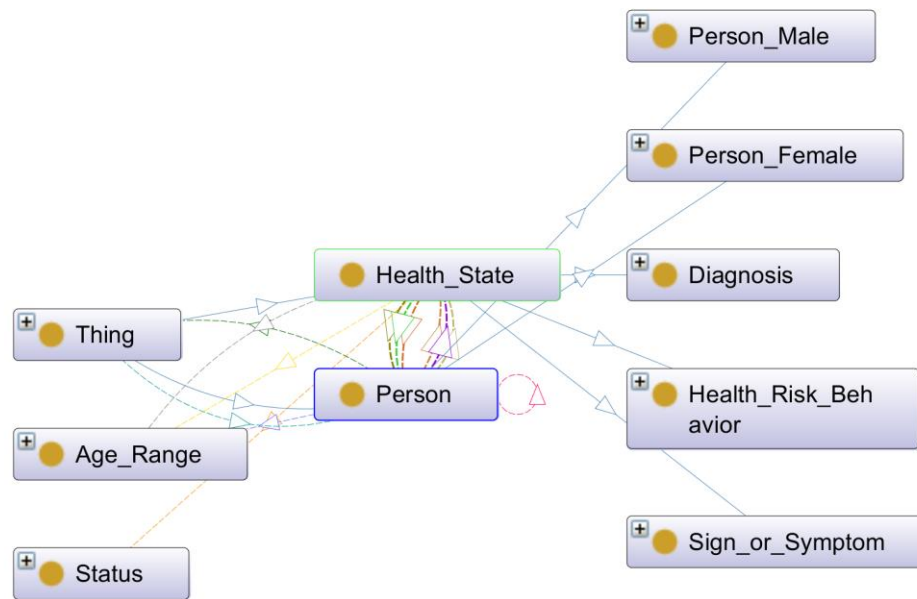 Person_Male
Person_Female
Health_State
Diagnosis
Thing
Person
Health_Risk_Beh
avior
Age_Range
Sign_or_Symptom
Status